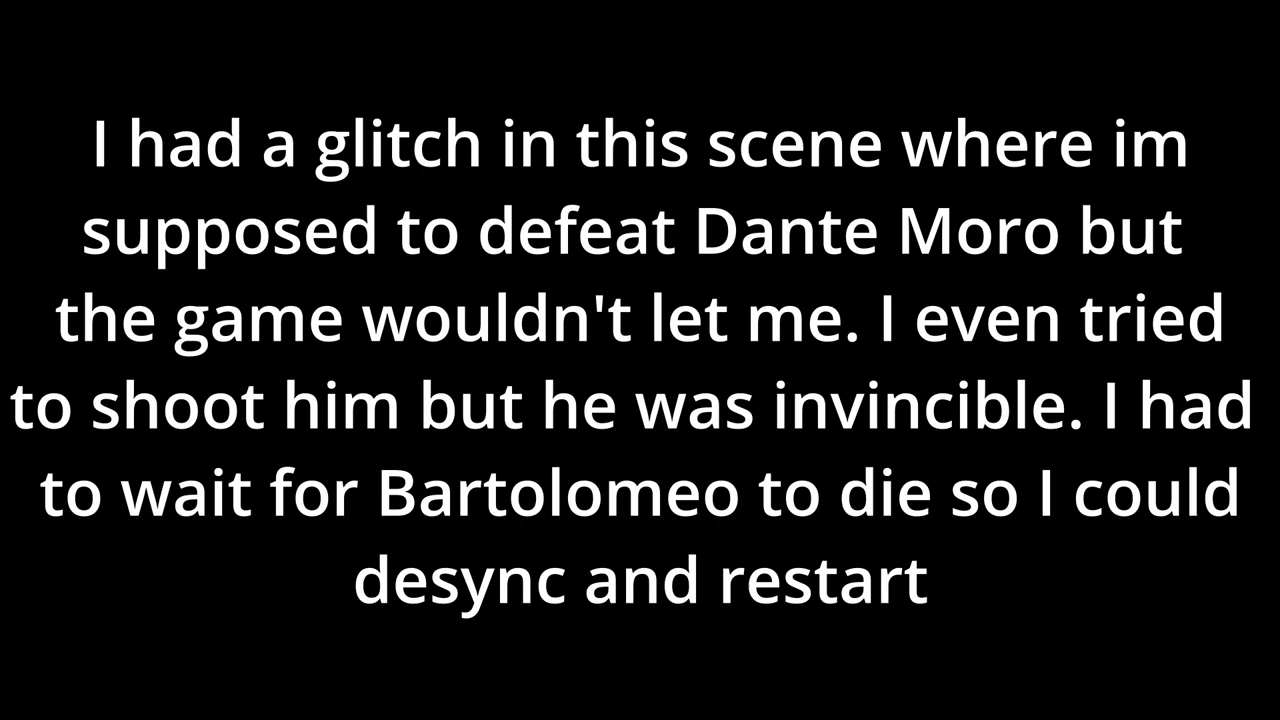 I had a glitch in this scene where im
supposed to defeat Dante Moro but
the game wouldn't let me. I even tried
to shoot him but he was invincible. I had
to wait for Bartolomeo to die so I could
desync and restart